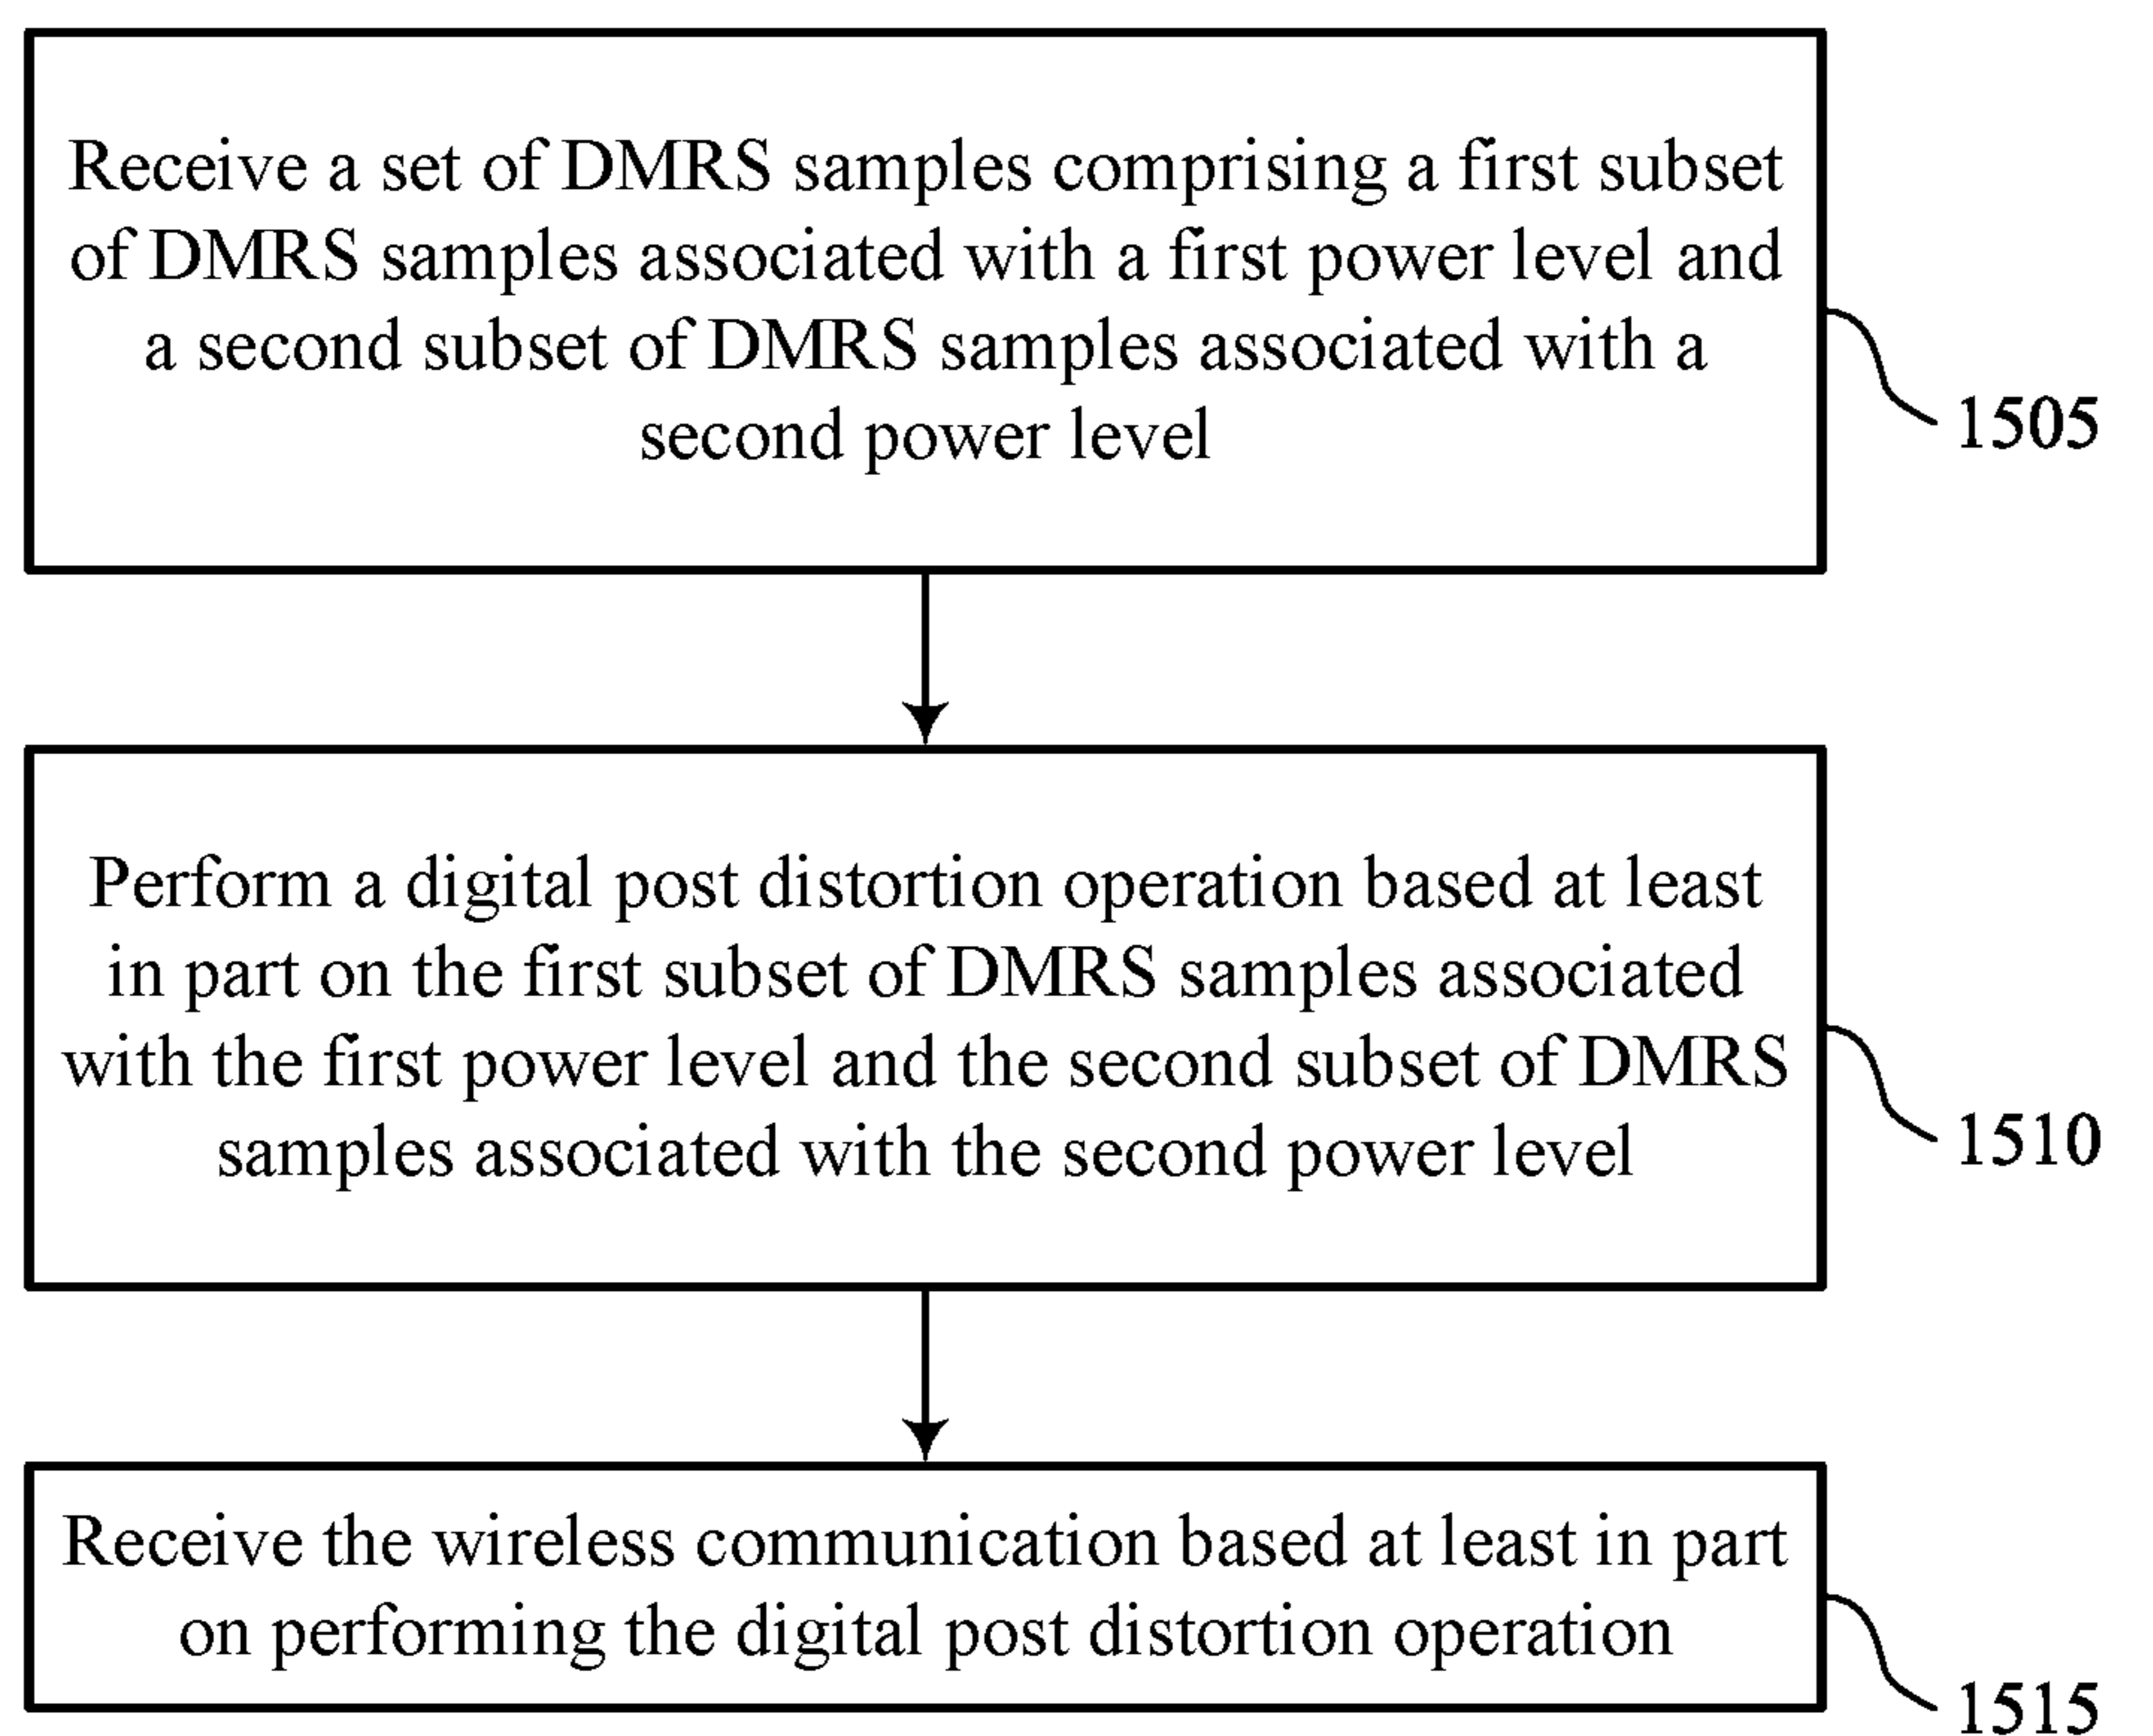 Receive a set of DMRS samples comprising a first subset
of DMRS samples associated with a first power level and
a second subset of DMRS samples associated with a
second power level
1505
Perform a digital post distortion operation based at least
in part on the first subset of DMRS samples associated
with the first power level and the second subset of DMRS
samples associated with the second power level
1510
Receive the wireless communication based at least in part
on performing the digital post distortion operation
1515